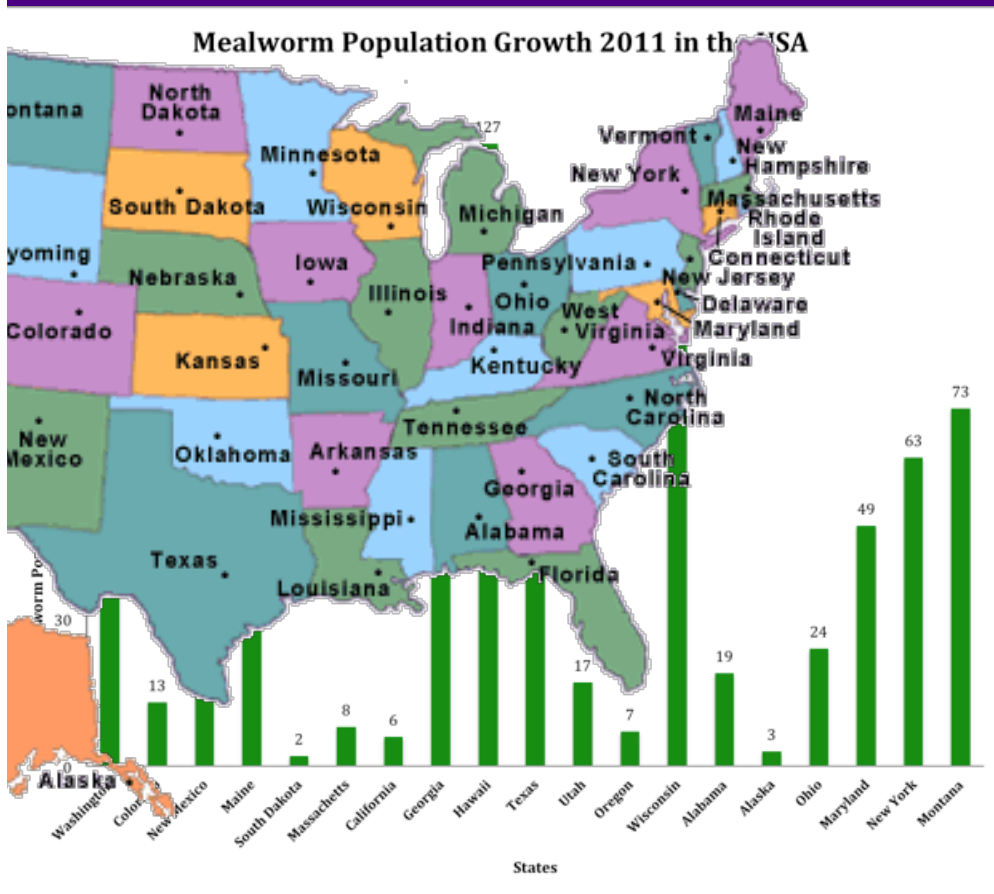 Mealworm Population Growth 2011 in the USA
127
ontana
North
Dakota
Minnesota
Maine
Vermont
New
Hampshire
New York
South Dakota
Wisconsin
Michigan
Massachusetts
Rhode
Island
Connecticut
yoming
Nebraska
Iowa
Illinois
Indiana
Ohio
Pennsylvania
New Jersey
Delaware
Maryland
West
Virginia
Virginia
Colorado
Kansas
Missouri
Kentucky
North
Carolina
73
New
Mexico
Oklahoma
Arkansas
Tennessee
South
Carolina
63
Georgia
49
Mississippi
Alabama
Texas
Louisiana
Florida
worm Po
30
24
19
17
13
8
7
6
3
2
0
Alaska
Washington
Color
New Mexico
Maine
South Dakota
Massachetts
California
Georgia
Hawaii
Texas
Utah
Oregon
Wisconsin
Alabama
Alaska
Ohio
Maryland
New York
Montana
States